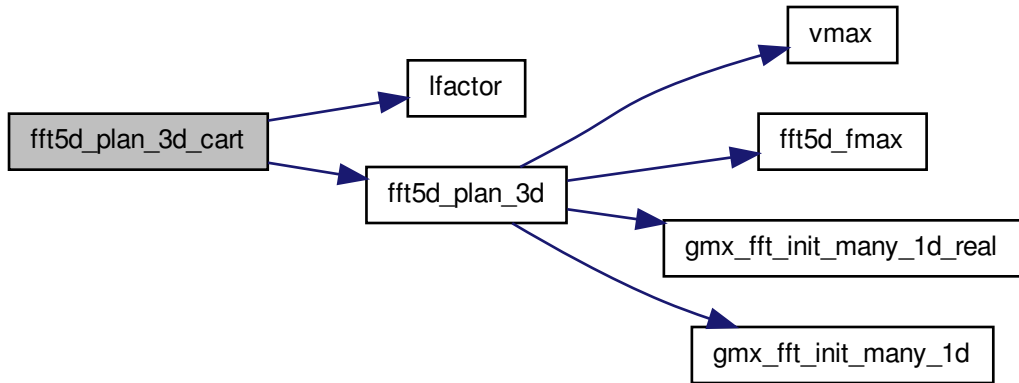 vmax
lfactor
fft5d_plan_3d_cart
fft5d_fmax
fft5d_plan_3d
gmx_fft_init_many_1d_real
gmx_fft_init_many_1d